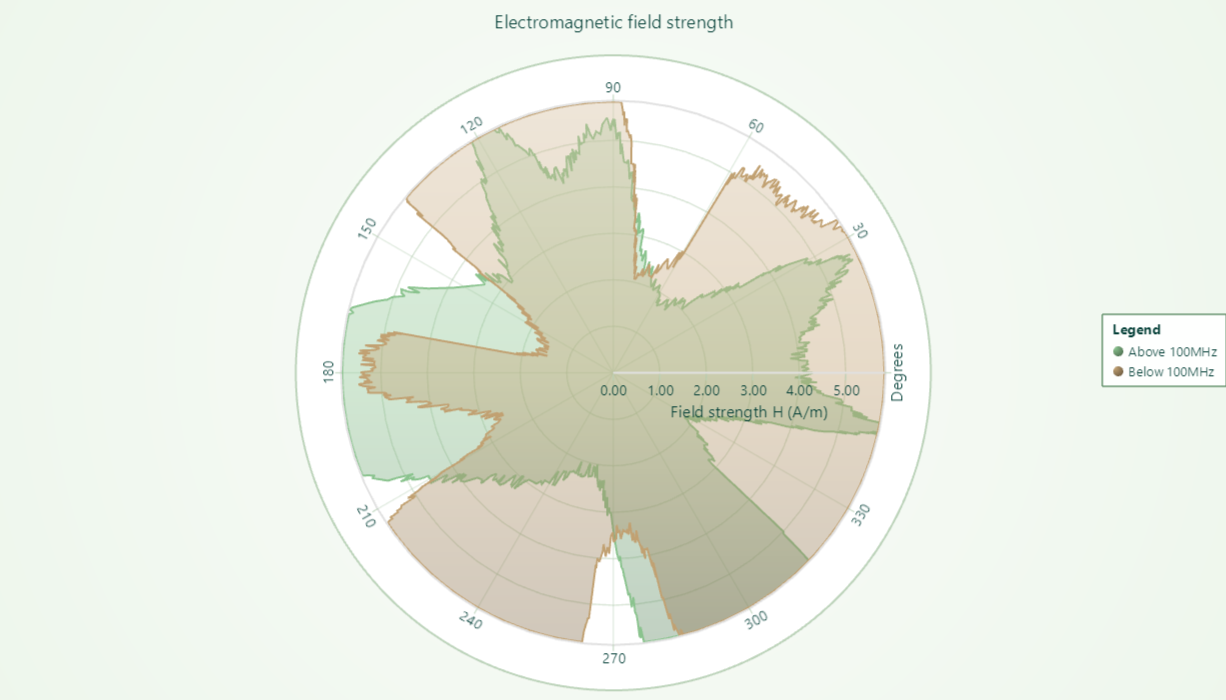 Electromagnetic field strength
90
120
60
150
30
180
Degrees
0.00 1.00 2.00 3.00 4.00 5.00
Field strength H (A/m)
210
330
240
300
270
Legend
Above 100MHz
Below 100MHz